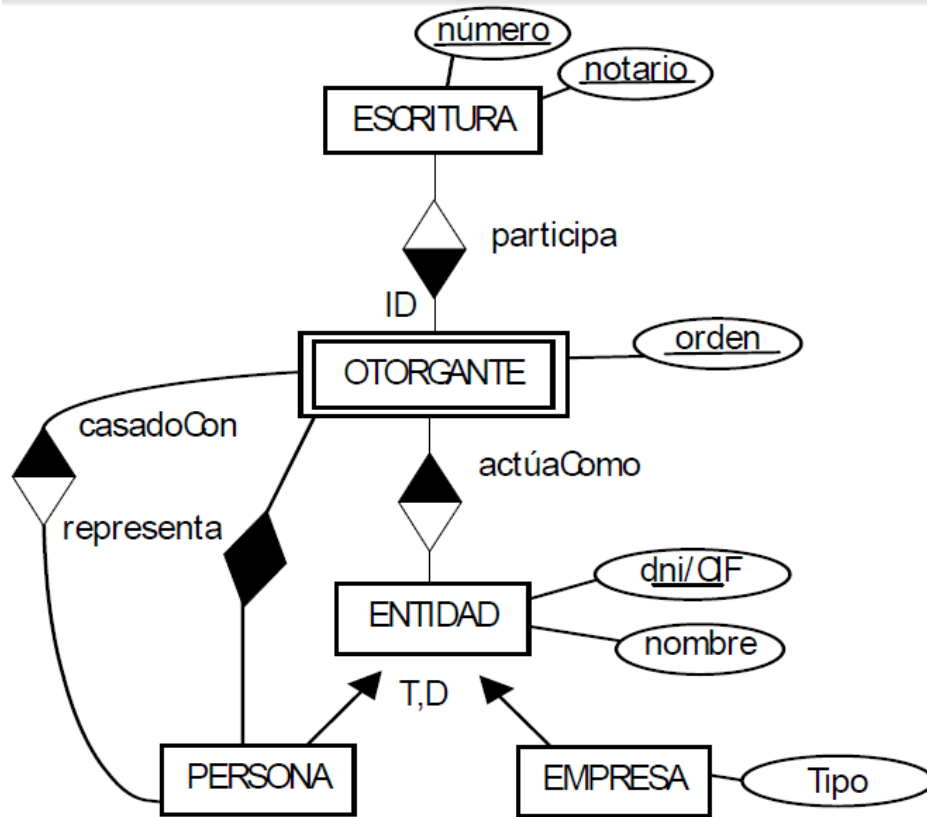 número
notario
ESCRITURA
participa
ID
orden
OTORGANTE
casadoCon
actúaComo
representa
dni/CIF
ENTIDAD
nombre
T,D
PERSONA
EMPRESA
Tipo